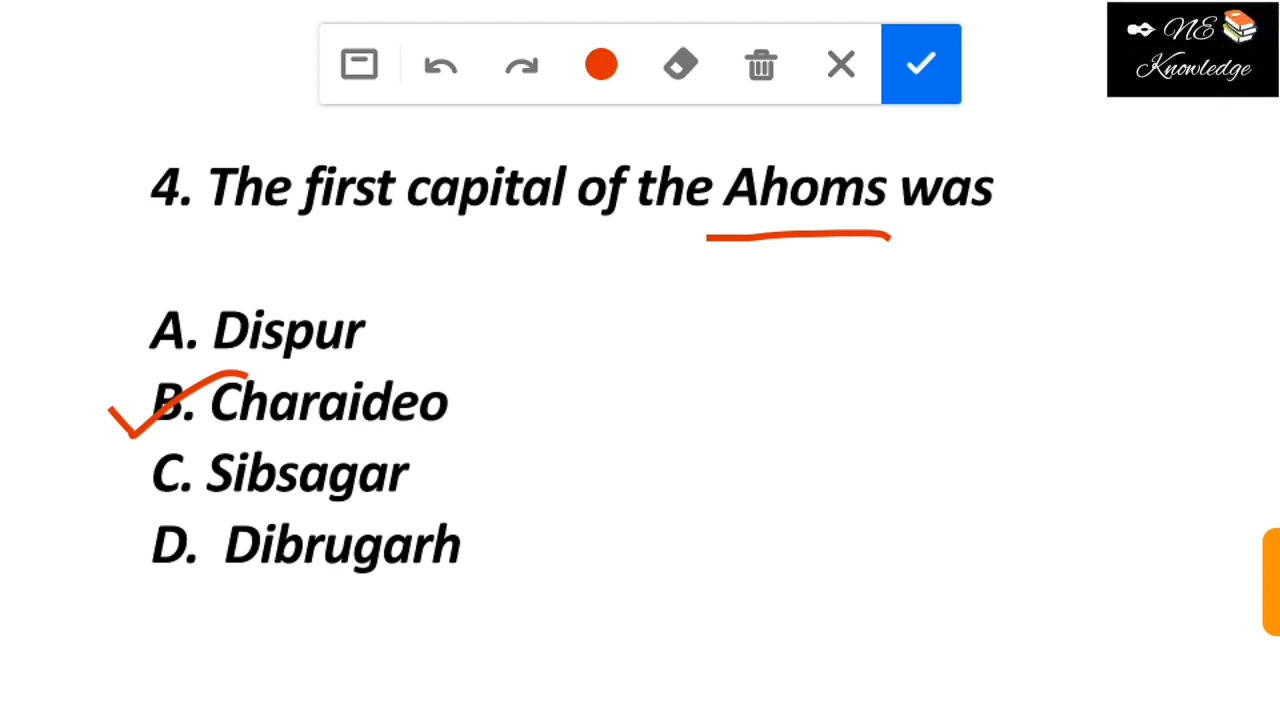 NE
Knowledge
4. The first capital of the Ahoms was
A. Dispur
B. Charaideo
C. Sibsagar
D. Dibrugarh